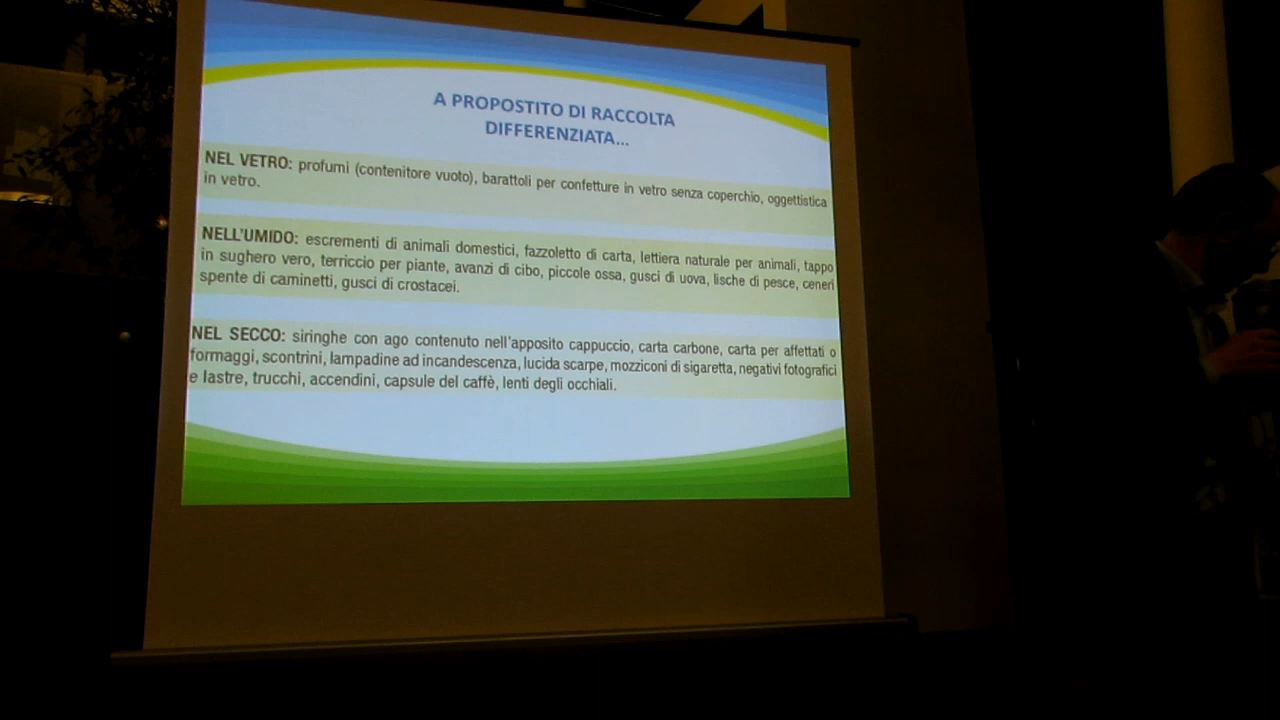 A PROPOSTITO DI RACCOLTA
DIFFERENZIATA...
NEL VETRO: profumi (contenitore vuoto), barattoli per confetture in vetro senza coperchio, oggettistica
in vetro.
NELL'UMIDO: escrementi di animali domestici, fazzoletto di carta, lettiera naturale per animali, tappo
in sughero vero, terriccio per piante, avanzi di cibo, piccole ossa, gusci di uova, lische di pesce, ceneri
spente di caminetti, gusci di crostacei.
NEL SECCO: siringhe con ago contenuto nell'apposito cappuccio, carta carbone, carta per affettati o
formaggi, scontrini, lampadine ad incandescenza, lucida scarpe, mozziconi di sigaretta, negativi fotografici
e lastre, trucchi, accendini, capsule del caffè, lenti degli occhiali.